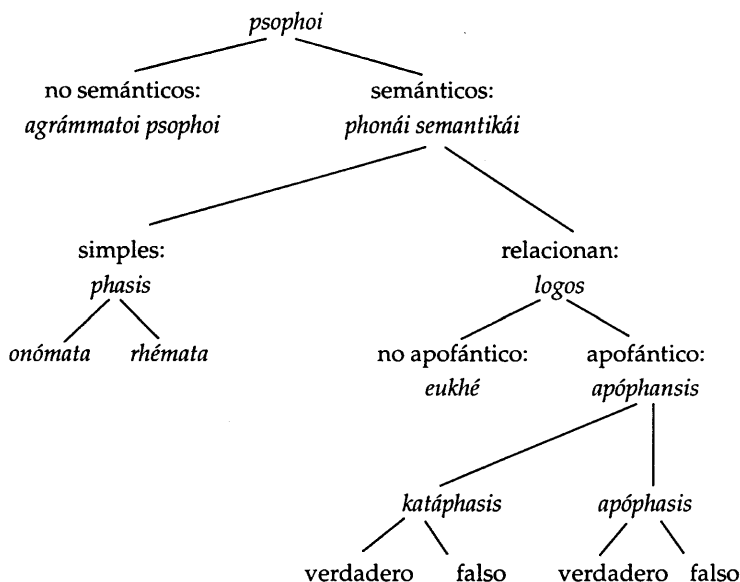 psophoi
no semánticos: semánticos:
agrámmatoi psophoi phonái semantikái
simples: relacionan:
phasis logos
onómata rhémata no apofántico: apofántico:
eukhé apóphansis
katáphasis apóphasis
verdadero falso verdadero falso